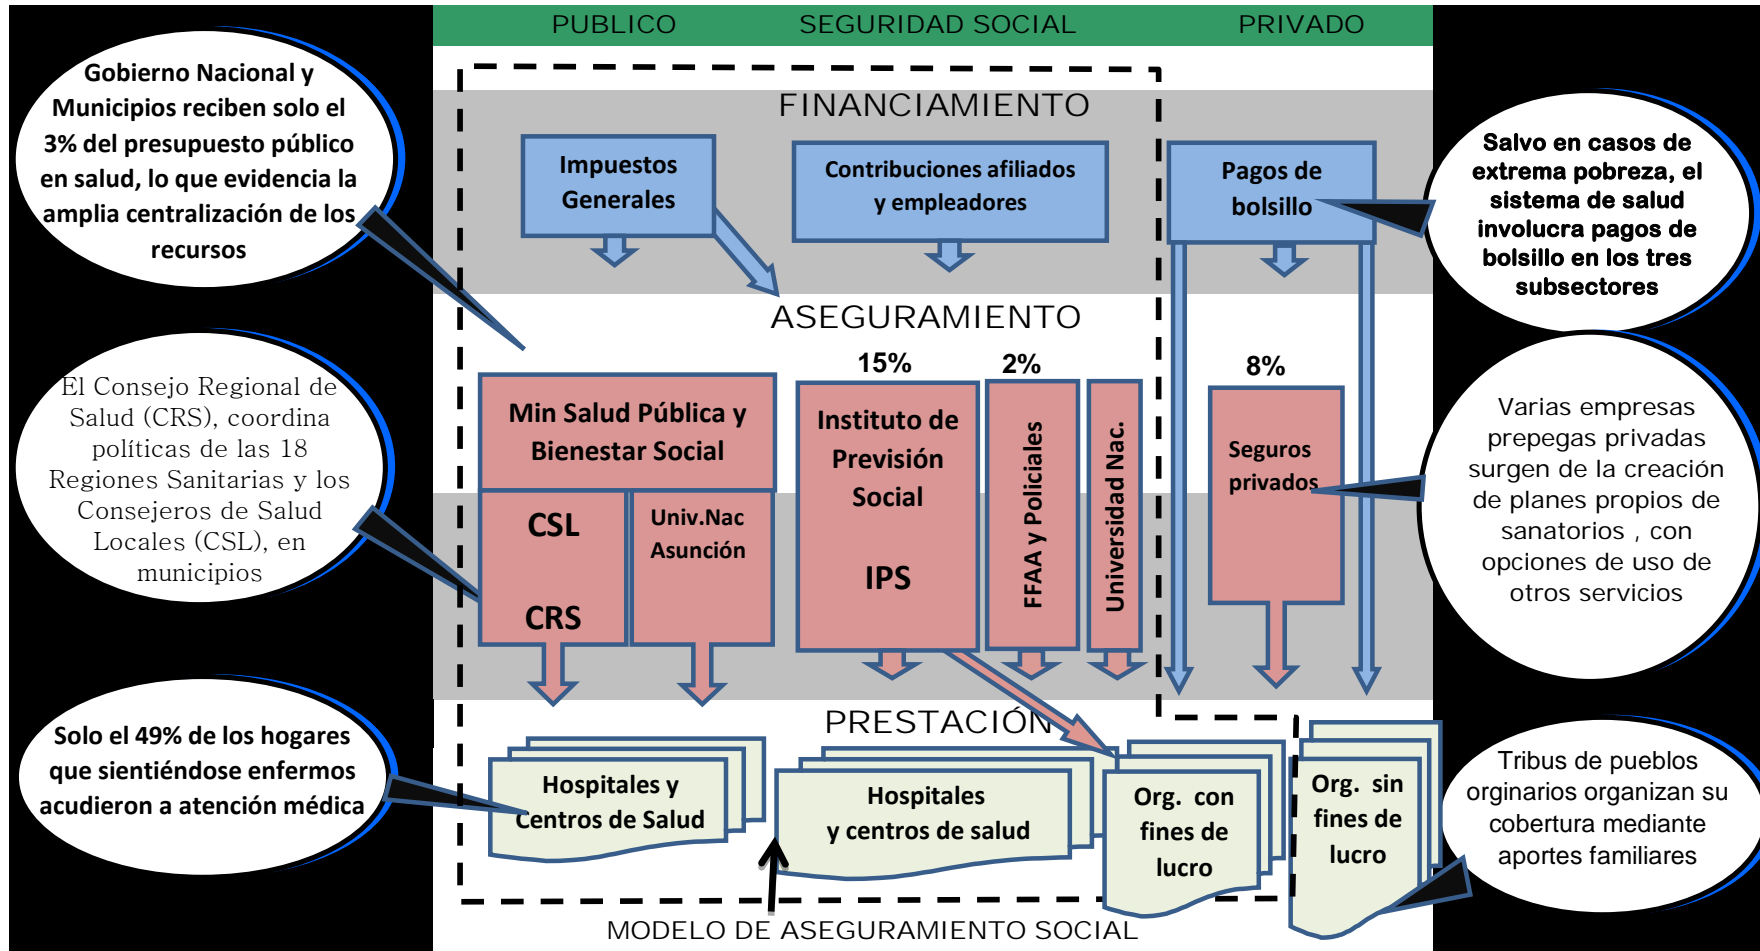 PUBLICO
SEGURIDAD SOCIAL
PRIVADO
Gobierno Nacional y
Municipios reciben solo el
3% del presupuesto público
en salud, lo que evidencia la
amplia centralización de los
recursos
FINANCIAMIENTO
Impuestos
Generales
Contribuciones afiliados
y empleadores
Pagos de
bolsillo
Salvo en casos de
extrema pobreza, el
sistema de salud
involucra pagos de
bolsillo en los tres
subsectores
ASEGURAMIENTO
15%
2%
8%
El Consejo Regional de
Salud (CRS), coordina
políticas de las 18
Regiones Sanitarias y los
Consejeros de Salud
Locales (CSL), en
municipios
Min Salud Pública y
Bienestar Social
CSL
CRS
Univ.Nac
Asunción
Instituto de
Previsión
Social
IPS
FFAA y Policiales
Universidad Nac.
Seguros
privados
Varias empresas
prepegas privadas
surgen de la creación
de planes propios de
sanatorios , con
opciones de uso de
otros servicios
PRESTACIÓN
Solo el 49% de los hogares
que sientiéndose enfermos
acudieron a atención médica
Hospitales y
Centros de Salud
Hospitales
y centros de salud
Org. con
fines de
lucro
Org. sin
fines de
lucro
Tribus de pueblos
orginarios organizan su
cobertura mediante
aportes familiares
MODELO DE ASEGURAMIENTO SOCIAL